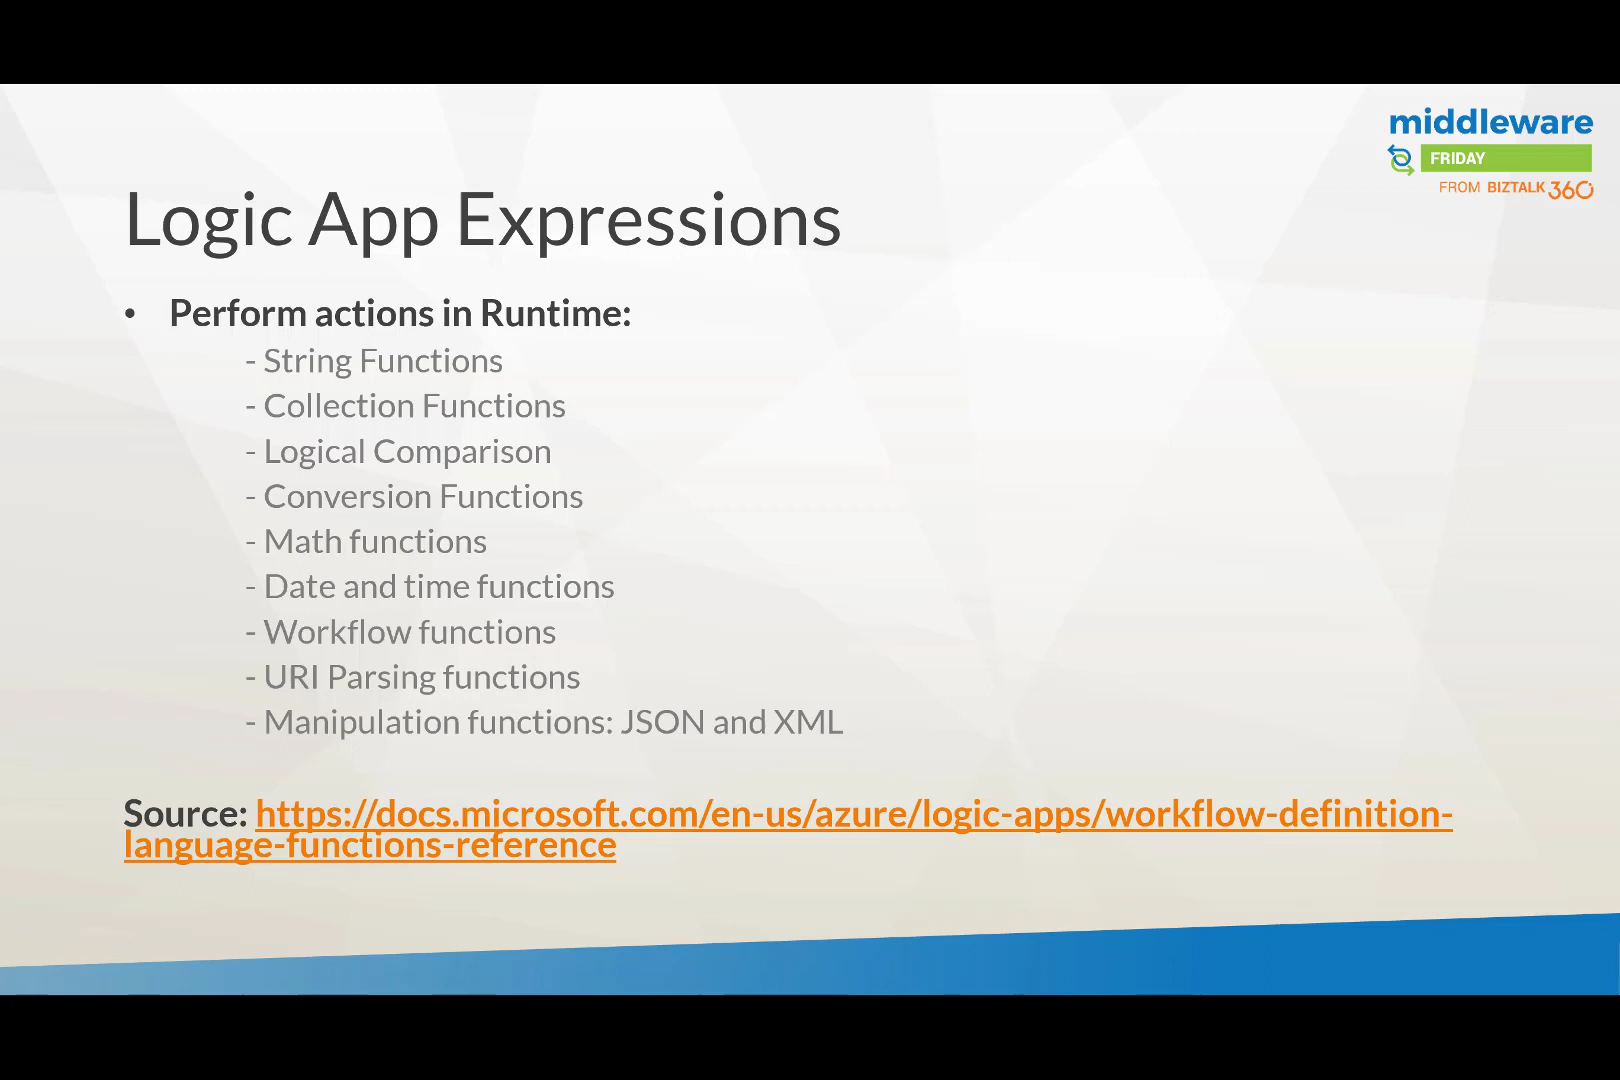 middleware
FRIDAY
FROM BIZTALK 360
Logic App Expressions
• Perform actions in Runtime:
- String Functions
- Collection Functions
- Logical Comparison
- Conversion Functions
- Math functions
- Date and time functions
- Workflow functions
- URI Parsing functions
- Manipulation functions: JSON and XML
Source: https://docs.microsoft.com/en-us/azure/logic-apps/workflow-definition-
language-functions-reference